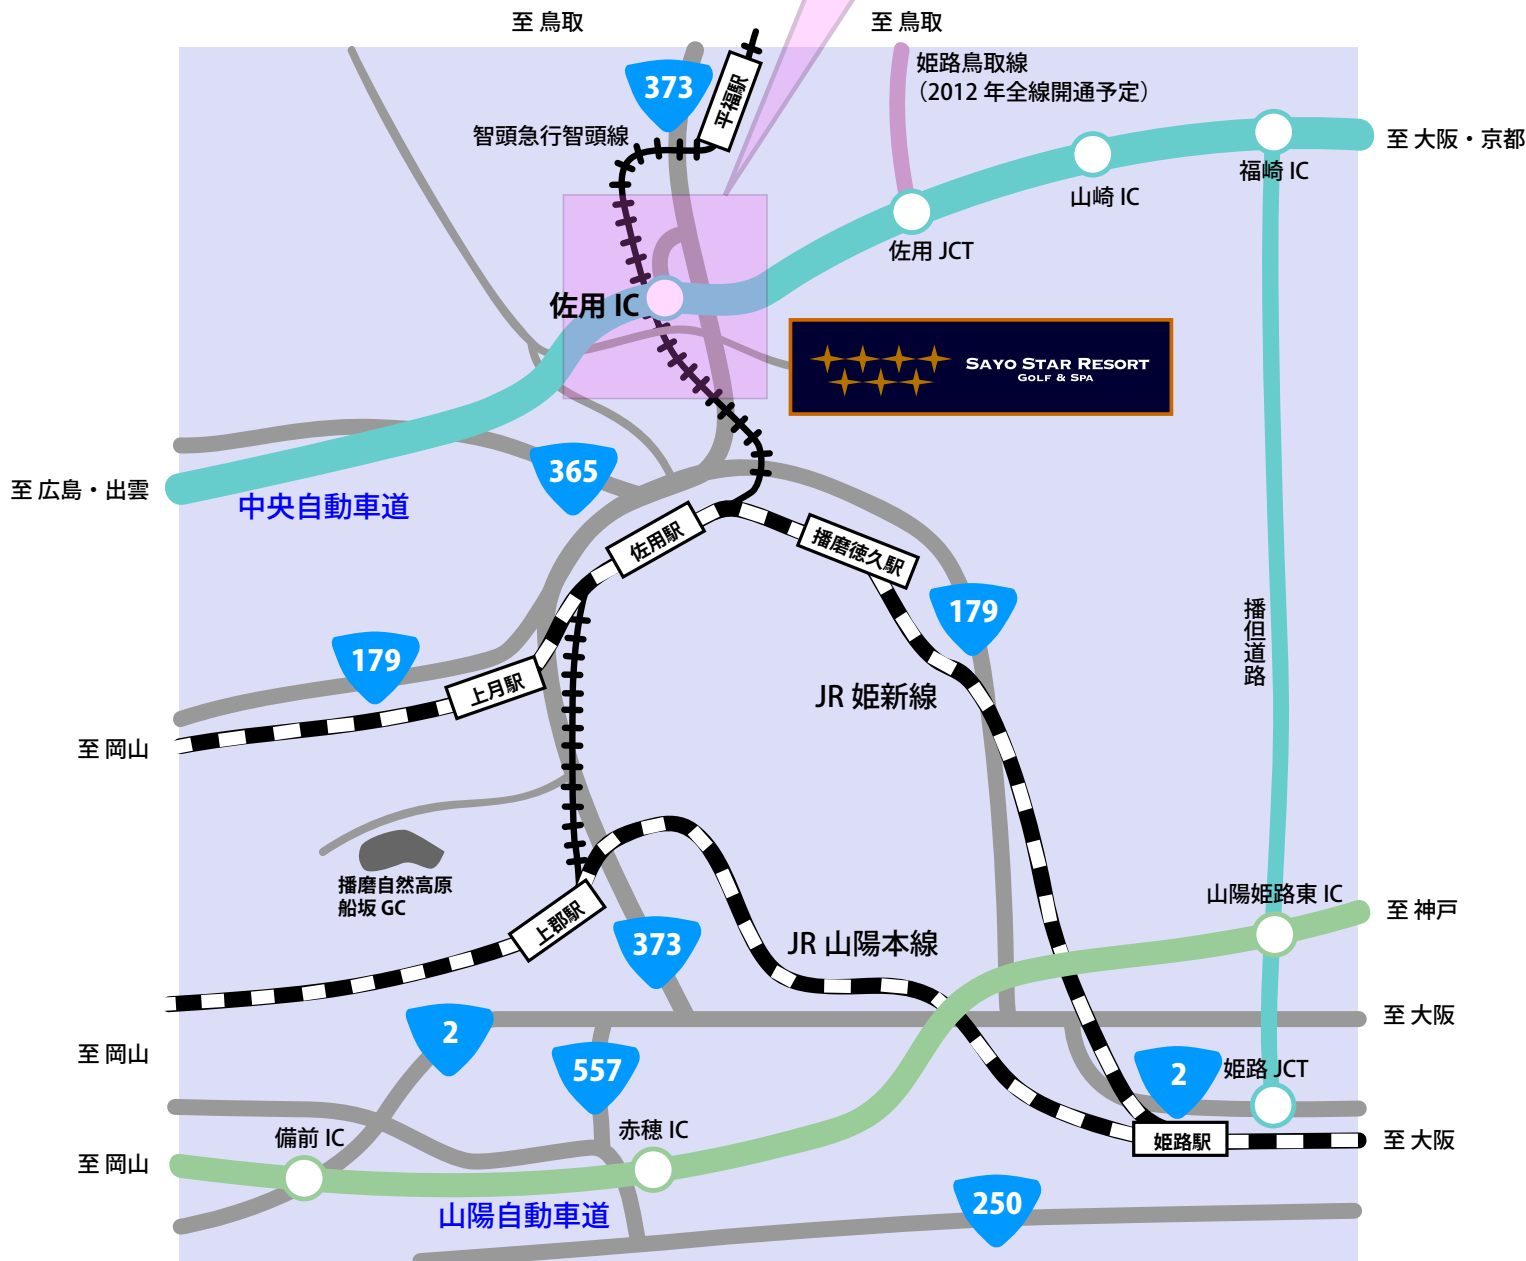 至 鳥取
至 鳥取
姫路鳥取線
（2012 年全線開通予定）
373
平福駅
智頭急行智頭線
至 大阪・京都
福崎 IC
山崎 IC
佐用 JCT
佐用 IC
SAYO STAR RESORT
GOLF & SPA
365
至 広島・出雲
中央自動車道
佐用駅
播磨徳久駅
179
播但道路
179
上月駅
JR 姫新線
至 岡山
播磨自然高原
船坂 GC
山陽姫路東 IC
至 神戸
上郡駅
373
JR 山陽本線
至 大阪
2
至 岡山
557
2
姫路 JCT
備前 IC
赤穂 IC
姫路駅
至 大阪
至 岡山
山陽自動車道
250